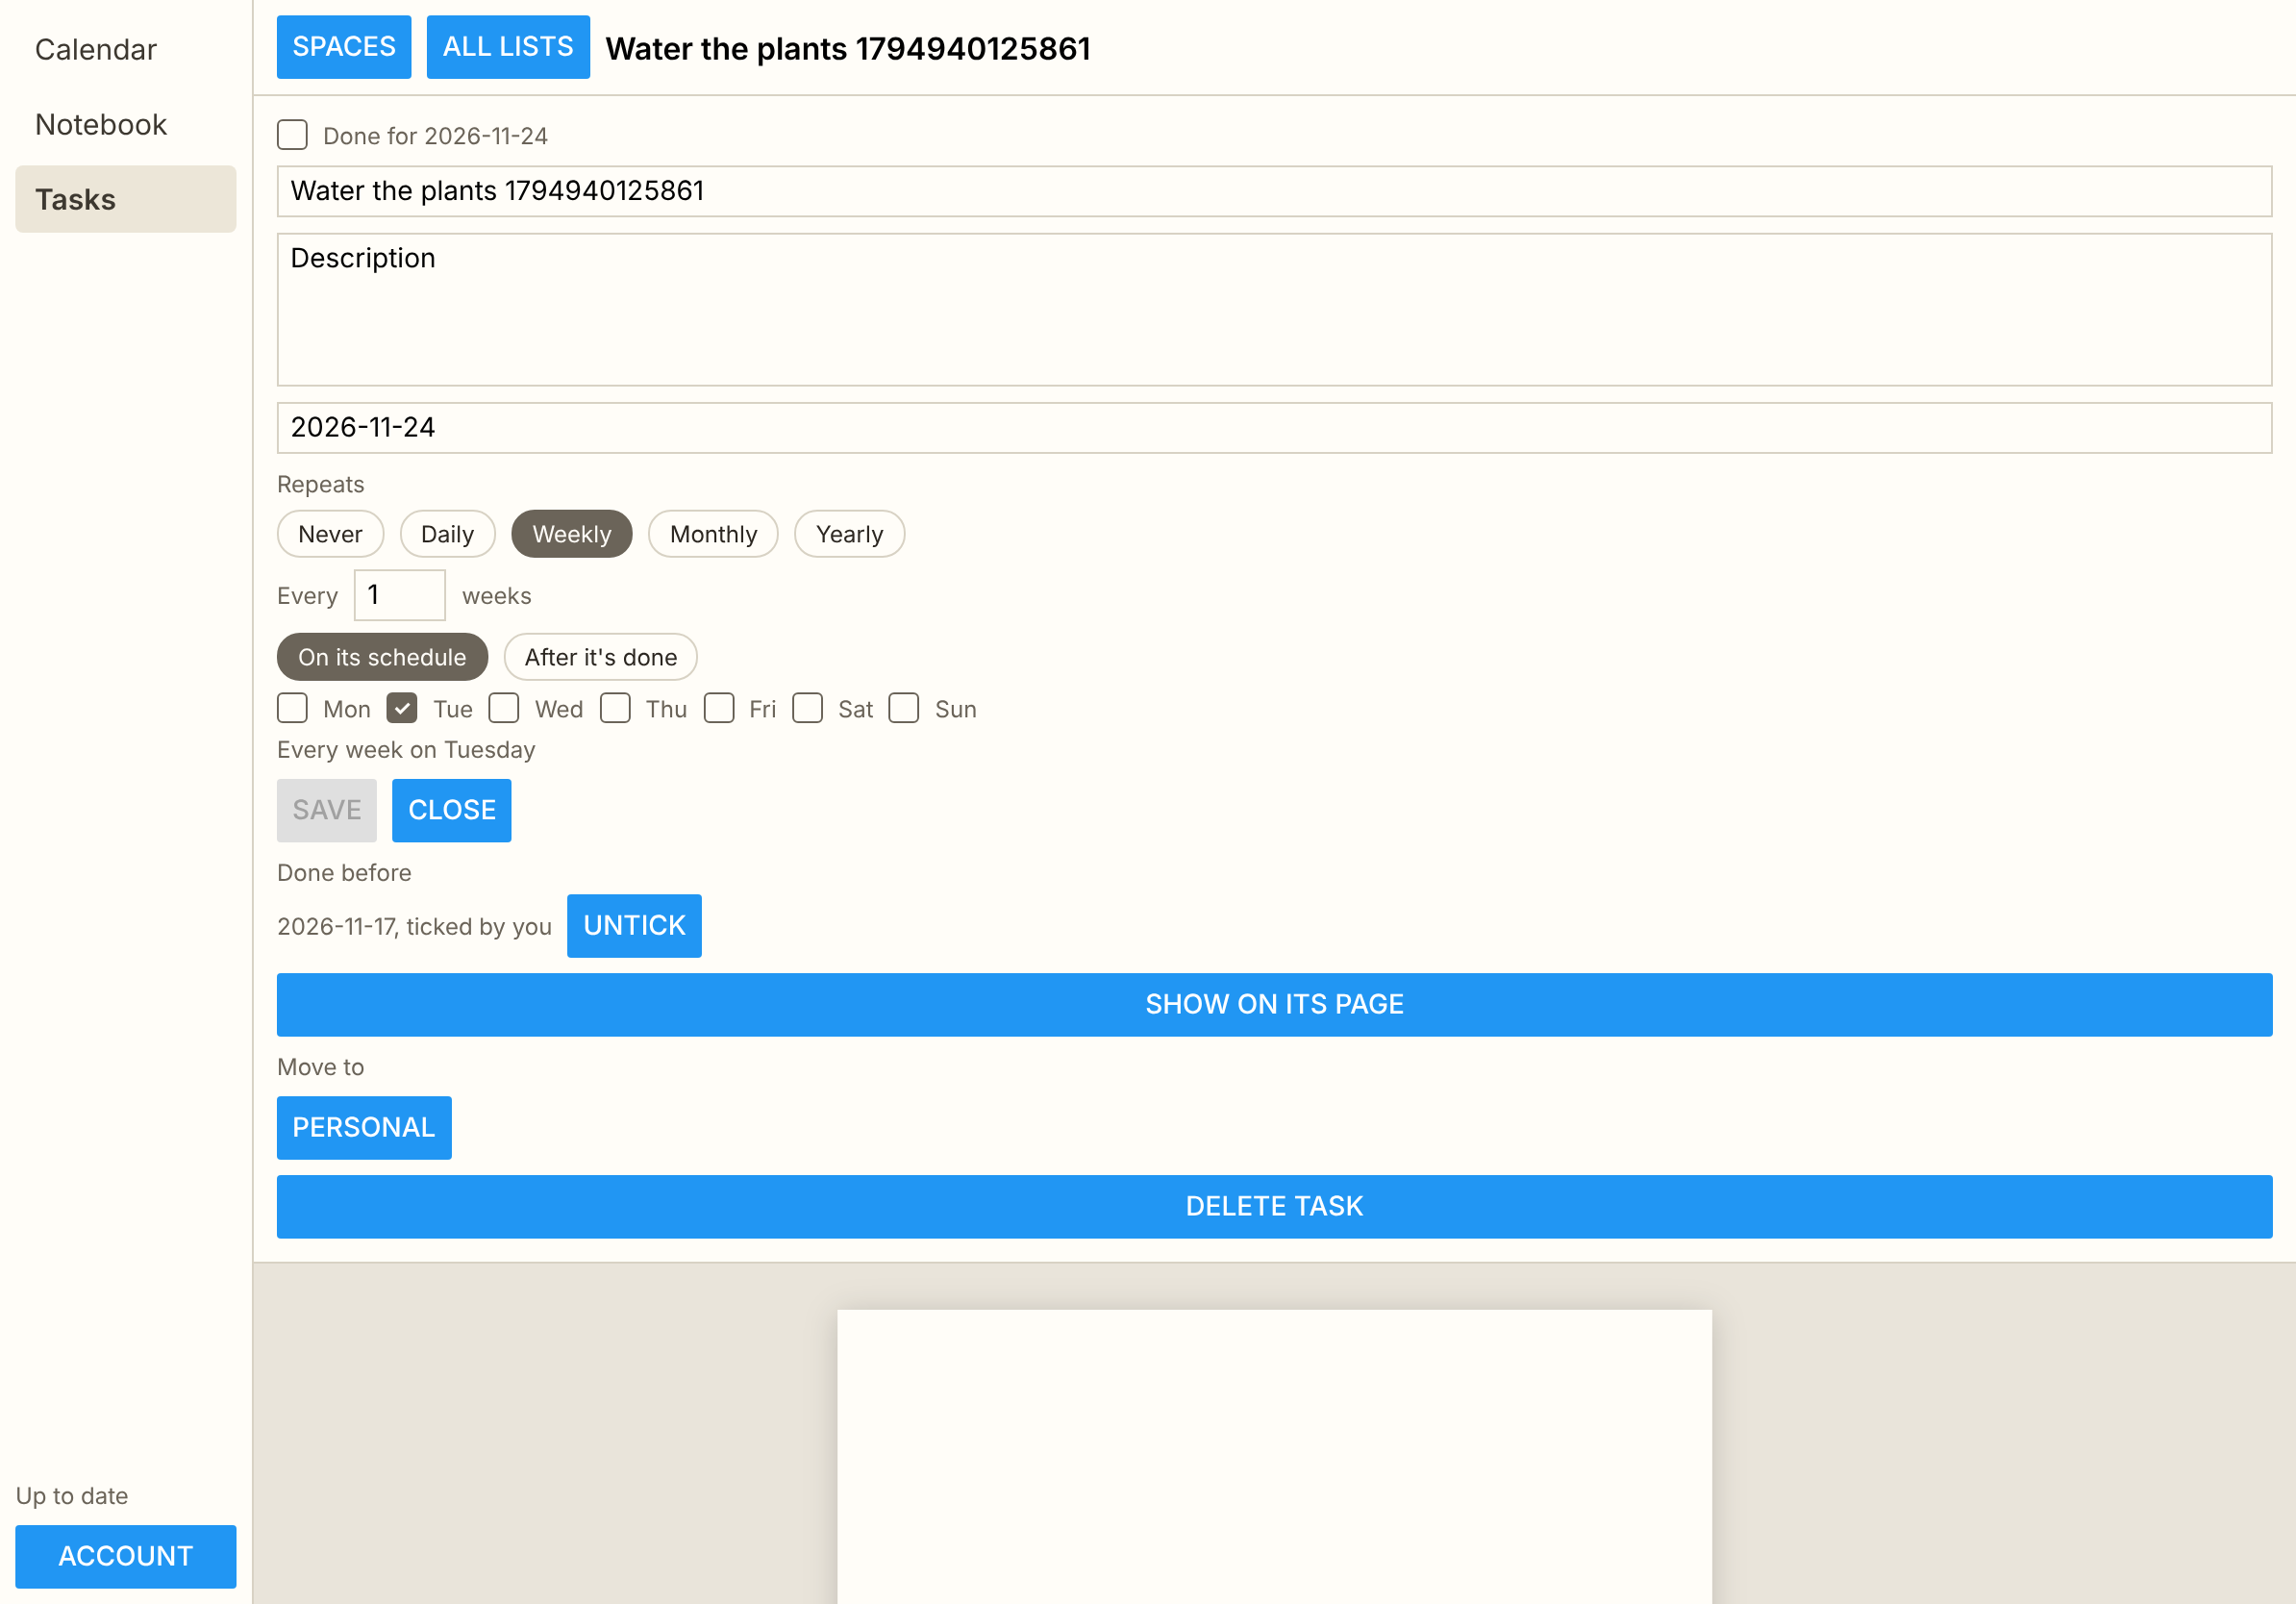 Calendar
Notebook
Tasks
Up to date
ACCOUNT
SPACES ALL LISTS Water the plants 1794940125861
Done for 2026-11-24
Water the plants 1794940125861
Description
2026-11-24
Repeats
Never Daily Weekly Monthly Yearly
Every 1 weeks
On its schedule After it's done
Mon Tue Wed Thu Fri Sat Sun
Every week on Tuesday
SAVE CLOSE
Done before
2026-11-17, ticked by you UNTICK
SHOW ON ITS PAGE
Move to
PERSONAL
DELETE TASK